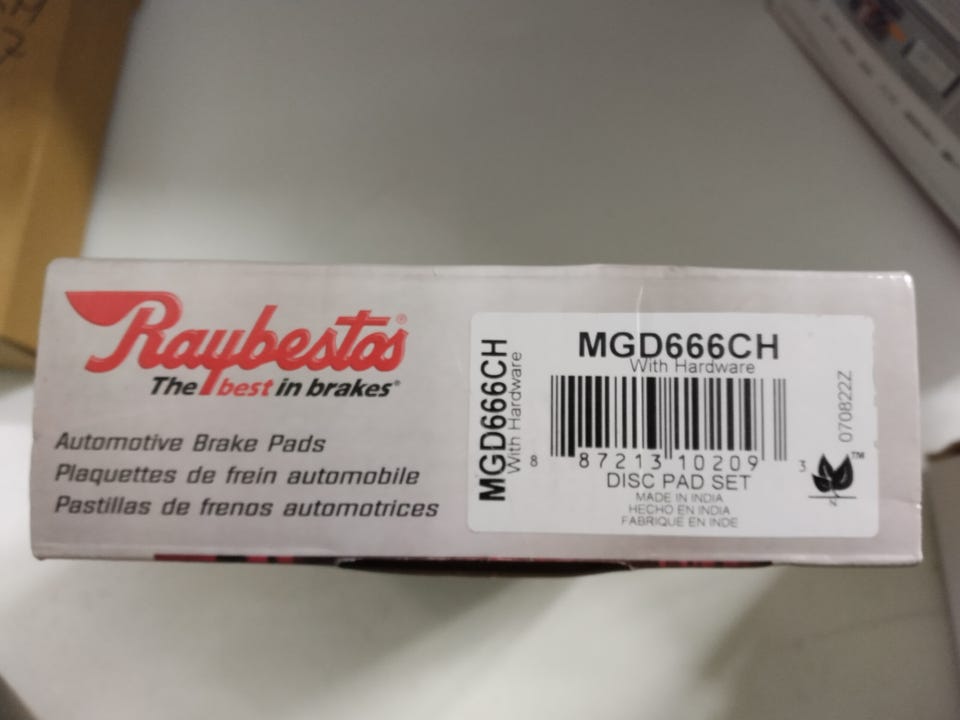 Raybestos®
The best in brakes®
Automotive Brake Pads
Plaquettes de frein automobile
Pastillas de frenos automotrices
MGD666CH
With Hardware
MGD666CH
With Hardware
8 87213 10209 3
DISC PAD SET
MADE IN INDIA
HECHO EN INDIA
FABRIQUE EN INDE
070822Z
TM